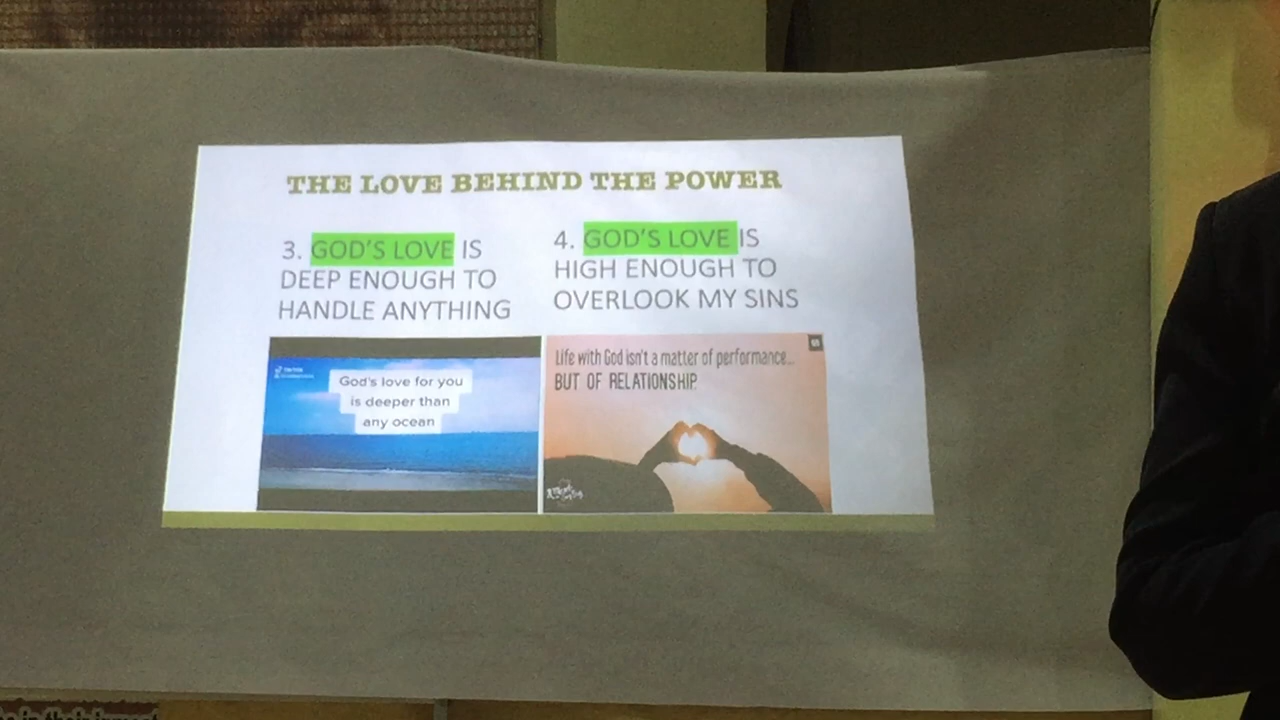 THE LOVE BEHIND THE POWER
3. GOD'S LOVE IS
DEEP ENOUGH TO
HANDLE ANYTHING
4. GOD'S LOVE IS
HIGH ENOUGH TO
OVERLOOK MY SINS
God's love for you
is deeper than
any ocean
Life with God isn't a matter of performance...
BUT OF RELATIONSHIP.